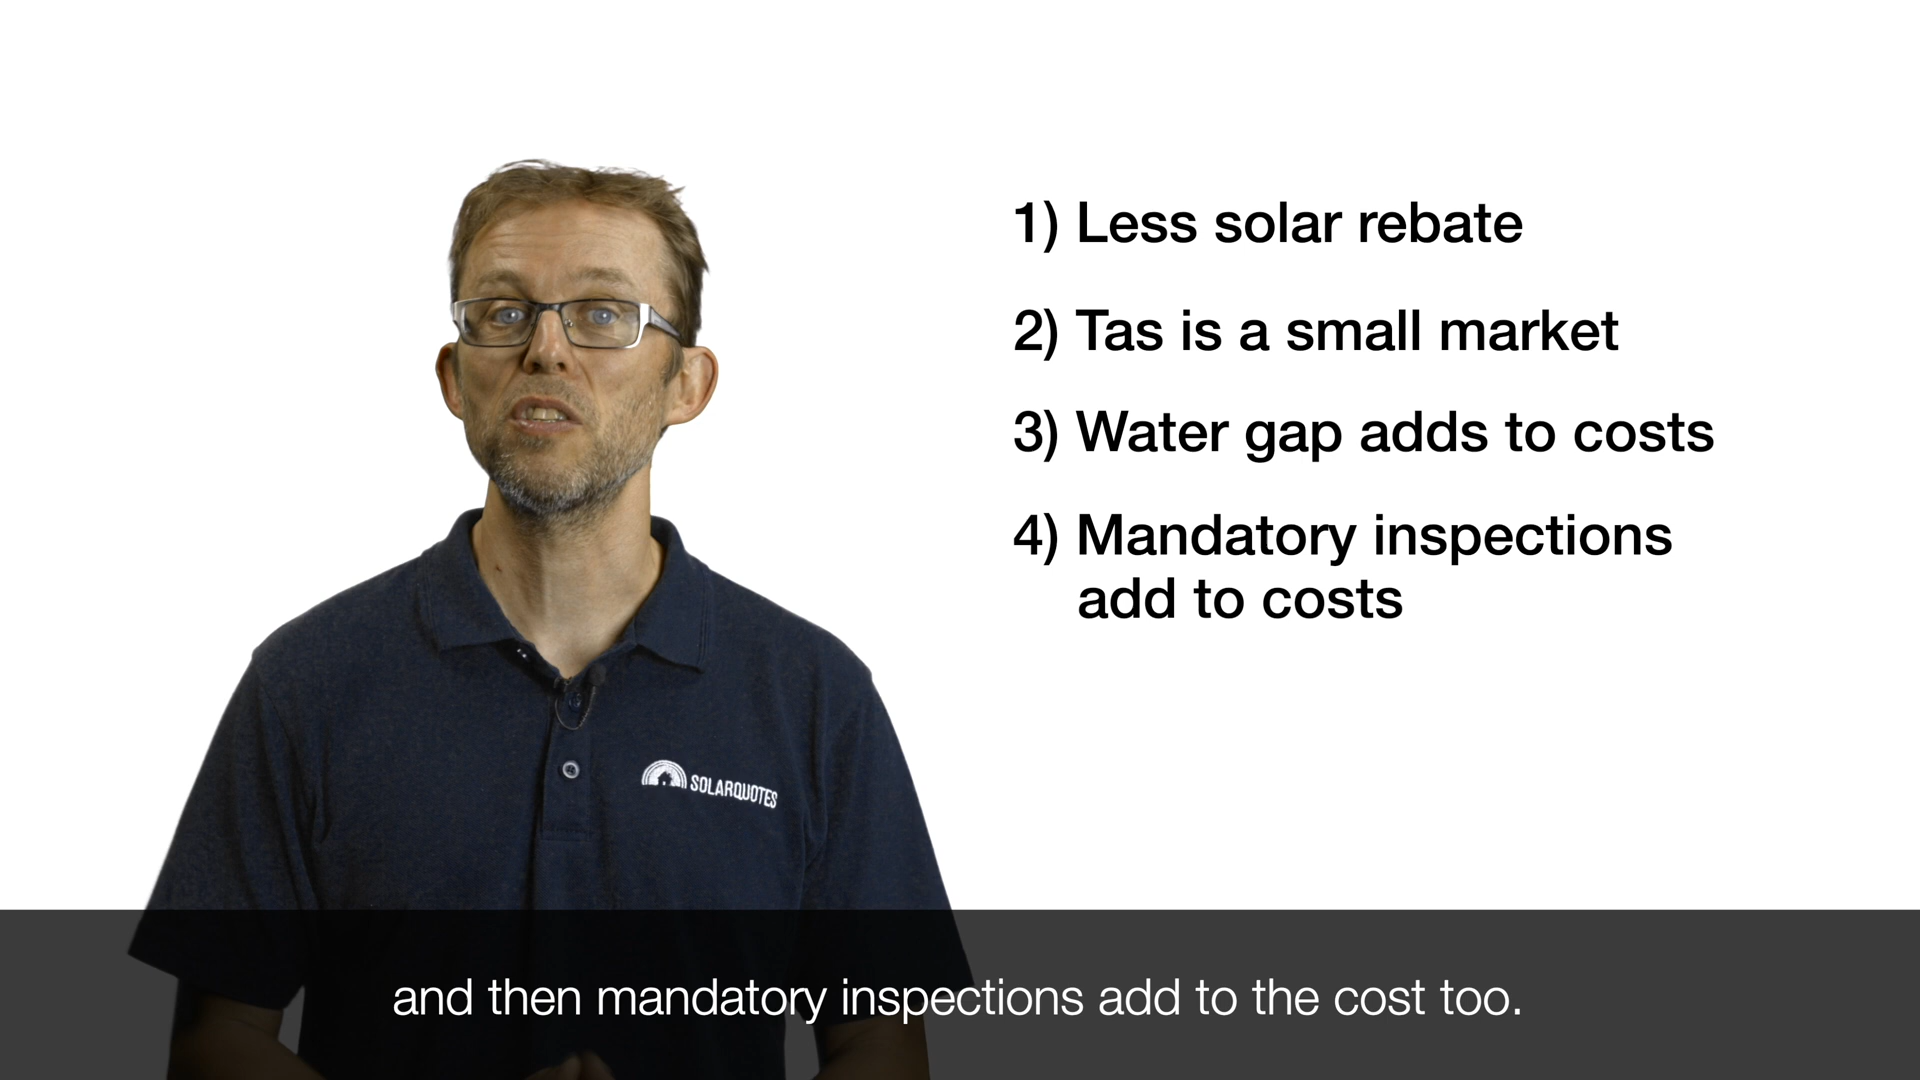 1) Less solar rebate
2) Tas is a small market
3) Water gap adds to costs
4) Mandatory inspections
add to costs
SOLARQUOTES
and then mandatory inspections add to the cost too.